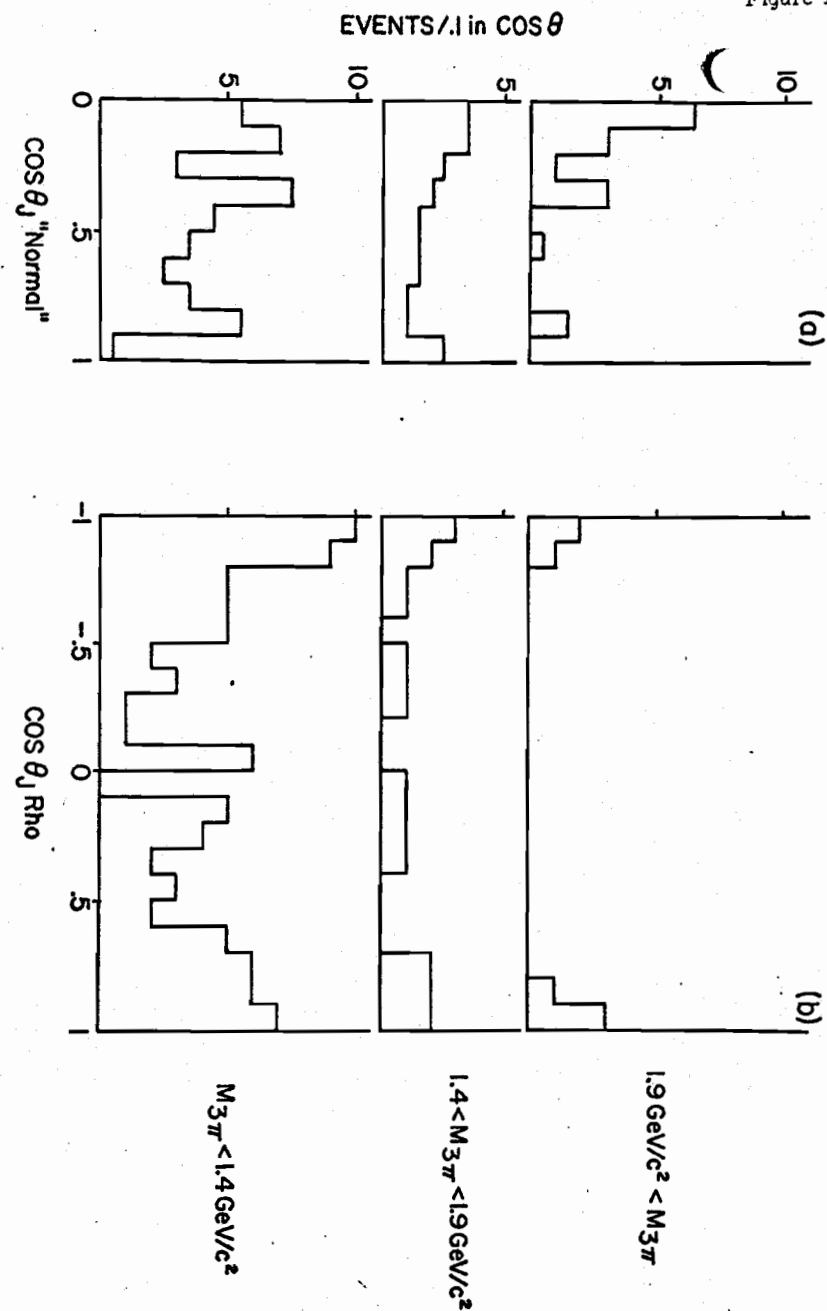 Figure
EVENTS/.1 in COS θ
(a)
10
5
5
10
5
0
.5
1
COS θJ "Normal"
(b)
-1
-.5
0
.5
1
COS θJ Rho
1.9 GeV/c² < M3π
1.4 < M3π < 1.9 GeV/c²
M3π < 1.4 GeV/c²